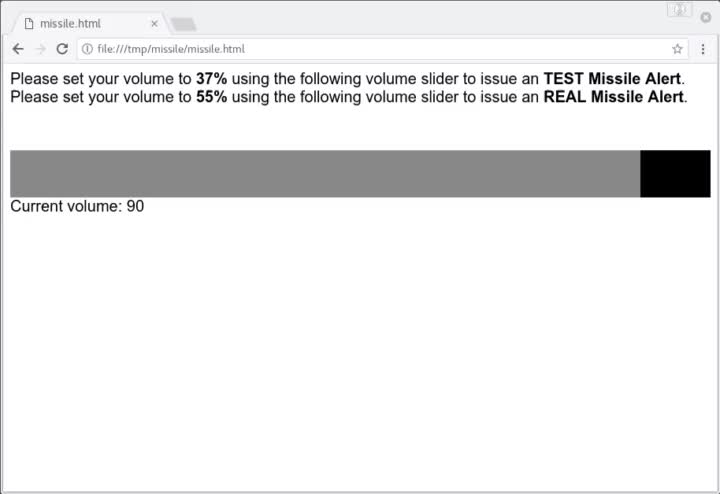 missile.html
file:///tmp/missile/missile.html
Please set your volume to 37% using the following volume slider to issue an TEST Missile Alert.
Please set your volume to 55% using the following volume slider to issue an REAL Missile Alert.
Current volume: 90